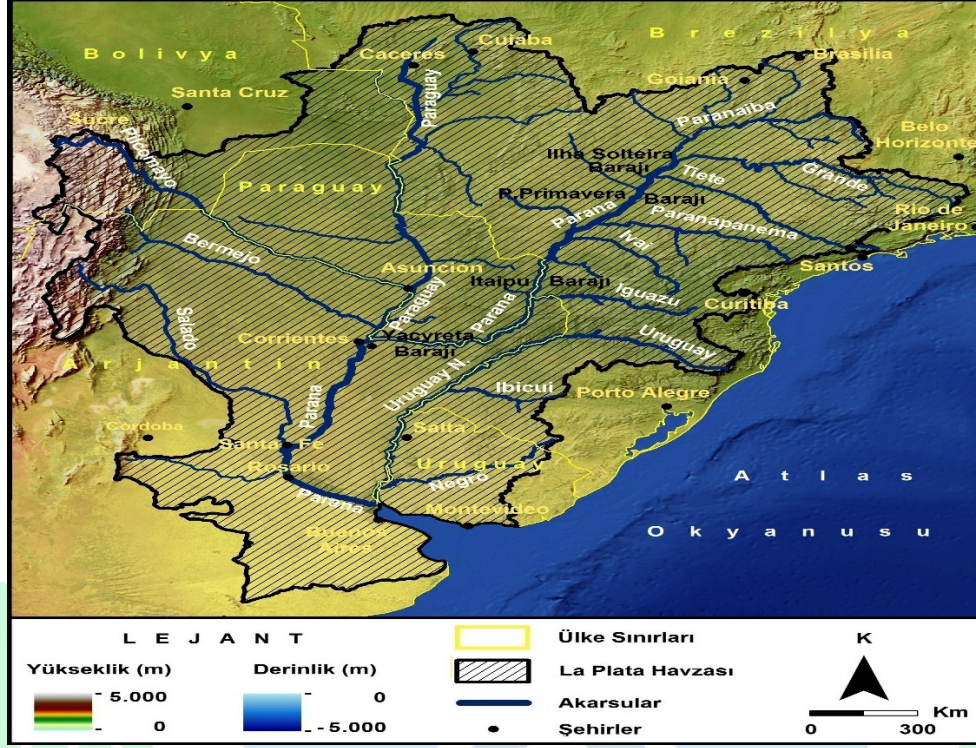 Bolivya
Brezilya
Caceres
Cuiaba
Brasilia
Goiania
Santa Cruz
Paraguay
Paranaiba
Sucre
Belo
Horizonte
Pilcomayo
Ilha Solteira
Barajı
Paraguay
Tiete
Grande
P.Primavera Barajı
Parana
Paranapanema
Rio de
Janeiro
Bermejo
Ivai
Asuncion
Santos
Itaipu Barajı
Paraguay
Parana
Iguazu
Curitiba
Salado
Corrientes
Yacyreta
Barajı
Uruguay
Arjantin
Uruguay N.
Ibicui
Parana
Porto Alegre
Cordoba
Salta
Santa Fe
Uruguay
Rosario
Negro
Atlas
Parana
Montevideo
Buenos
Aires
Okyanusu
LEJANT
Ülke Sınırları
K
Yükseklik (m)
Derinlik (m)
La Plata Havzası
5.000
0
0
-5.000
Akarsular
Şehirler
Km
0 300